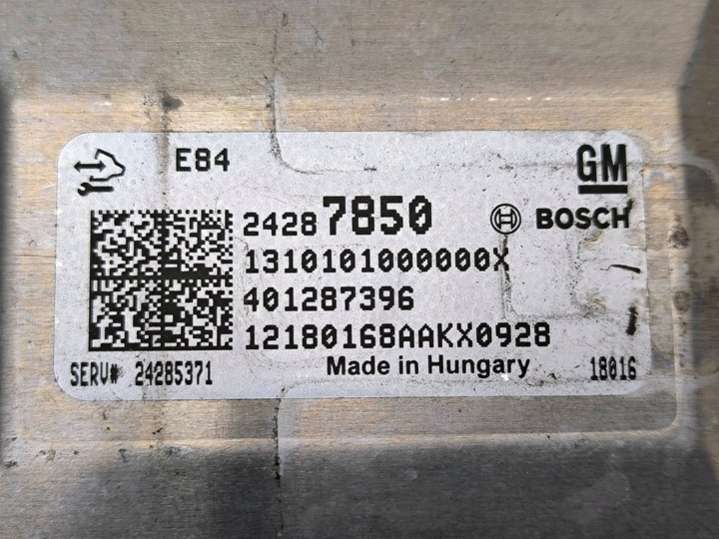 E84
GM
24287850
BOSCH
1310101000000X
401287396
12180168AAKX0928
Made in Hungary
SERV# 24285371
18016